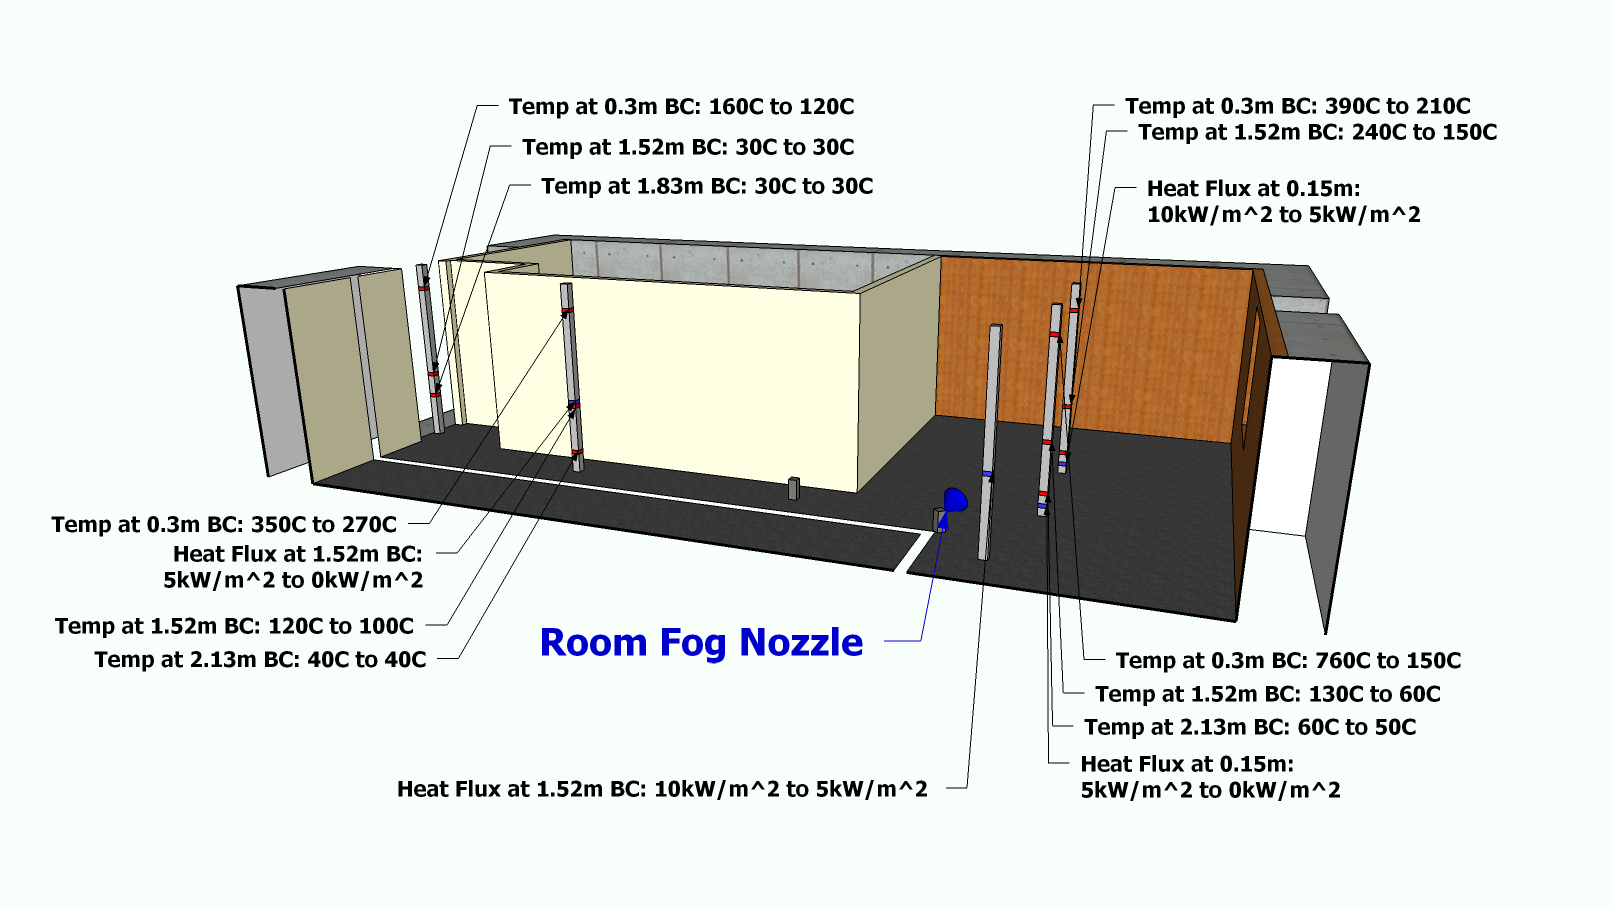 Temp at 0.3m BC: 160C to 120C
Temp at 1.52m BC: 30C to 30C
Temp at 1.83m BC: 30C to 30C
Temp at 0.3m BC: 390C to 210C
Temp at 1.52m BC: 240C to 150C
Heat Flux at 0.15m:
10kW/m^2 to 5kW/m^2
Temp at 0.3m BC: 350C to 270C
Heat Flux at 1.52m BC:
5kW/m^2 to 0kW/m^2
Temp at 1.52m BC: 120C to 100C
Temp at 2.13m BC: 40C to 40C
Room Fog Nozzle
Heat Flux at 1.52m BC: 10kW/m^2 to 5kW/m^2
Temp at 0.3m BC: 760C to 150C
Temp at 1.52m BC: 130C to 60C
Temp at 2.13m BC: 60C to 50C
Heat Flux at 0.15m:
5kW/m^2 to 0kW/m^2